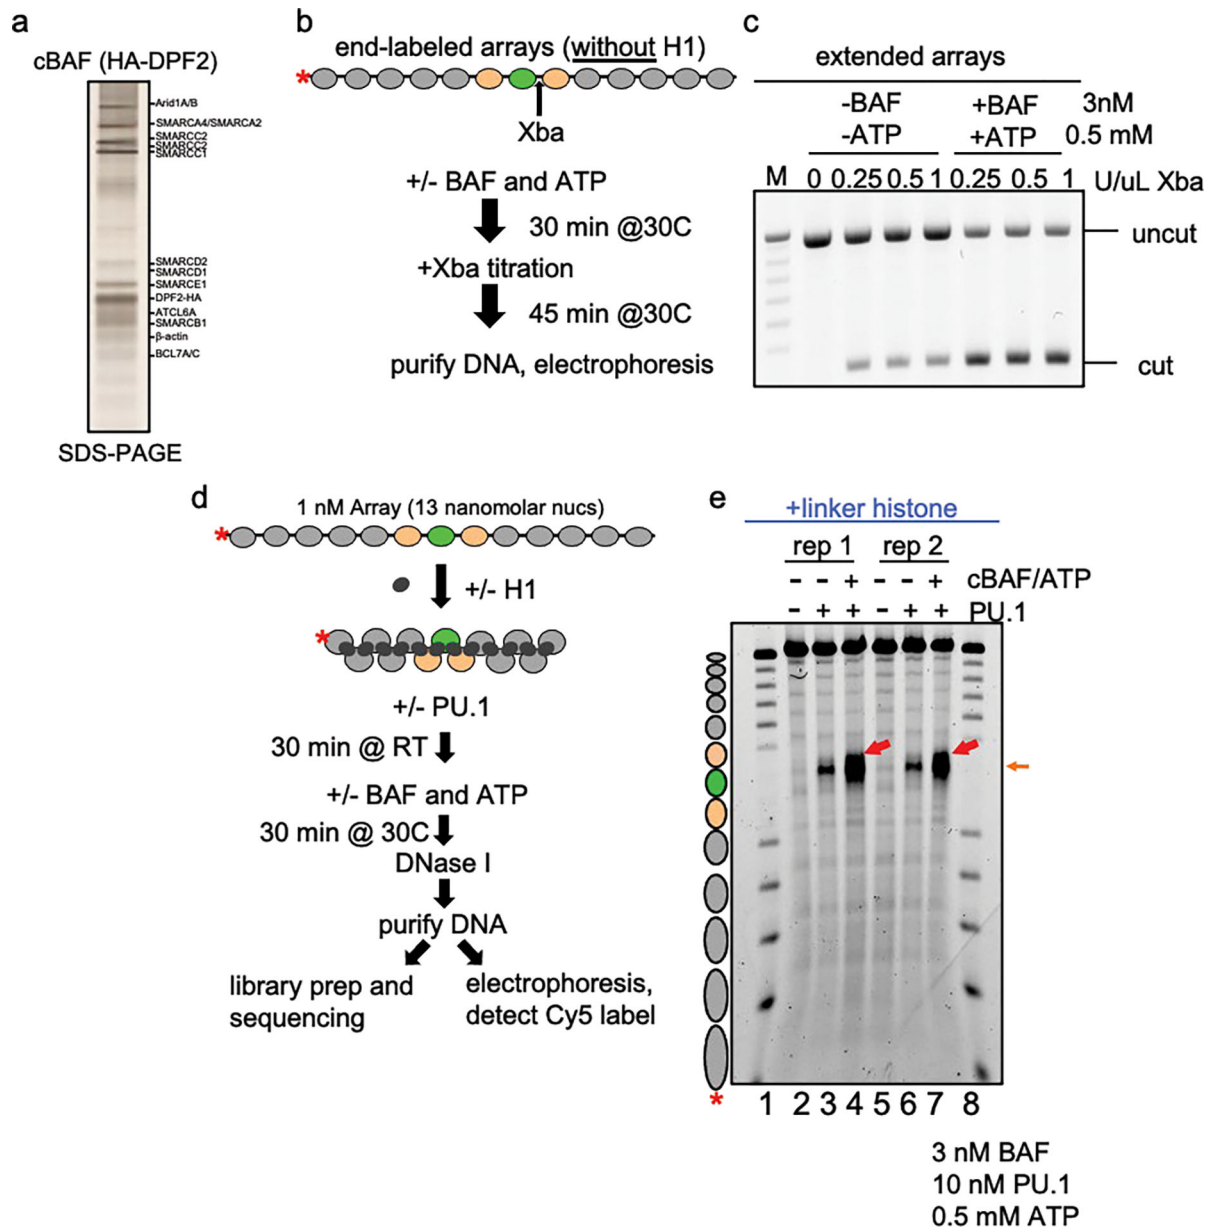 a
cBAF (HA-DPF2)
Arid1A/B
SMARCA4/SMARCA2
SMARCC2
SMARCC2
SMARCC1
SMARCD2
SMARCD1
SMARCE1
DPF2-HA
ATCL6A
SMARCB1
β-actin
BCL7A/C
SDS-PAGE
b
end-labeled arrays (without H1)
*
Xba
+/- BAF and ATP
30 min @30C
+Xba titration
45 min @30C
purify DNA, electrophoresis
c
extended arrays
-BAF +BAF 3nM
-ATP +ATP 0.5 mM
M 0 0.25 0.5 1 0.25 0.5 1 U/uL Xba
uncut
cut
d
1 nM Array (13 nanomolar nucs)
*
+/- H1
*
+/- PU.1
30 min @ RT
+/- BAF and ATP
30 min @ 30C
DNase I
purify DNA
library prep and
sequencing
electrophoresis,
detect Cy5 label
e
+linker histone
rep 1 rep 2
- - + - - + cBAF/ATP
- + + - + + PU.1
*
1 2 3 4 5 6 7 8
3 nM BAF
10 nM PU.1
0.5 mM ATP